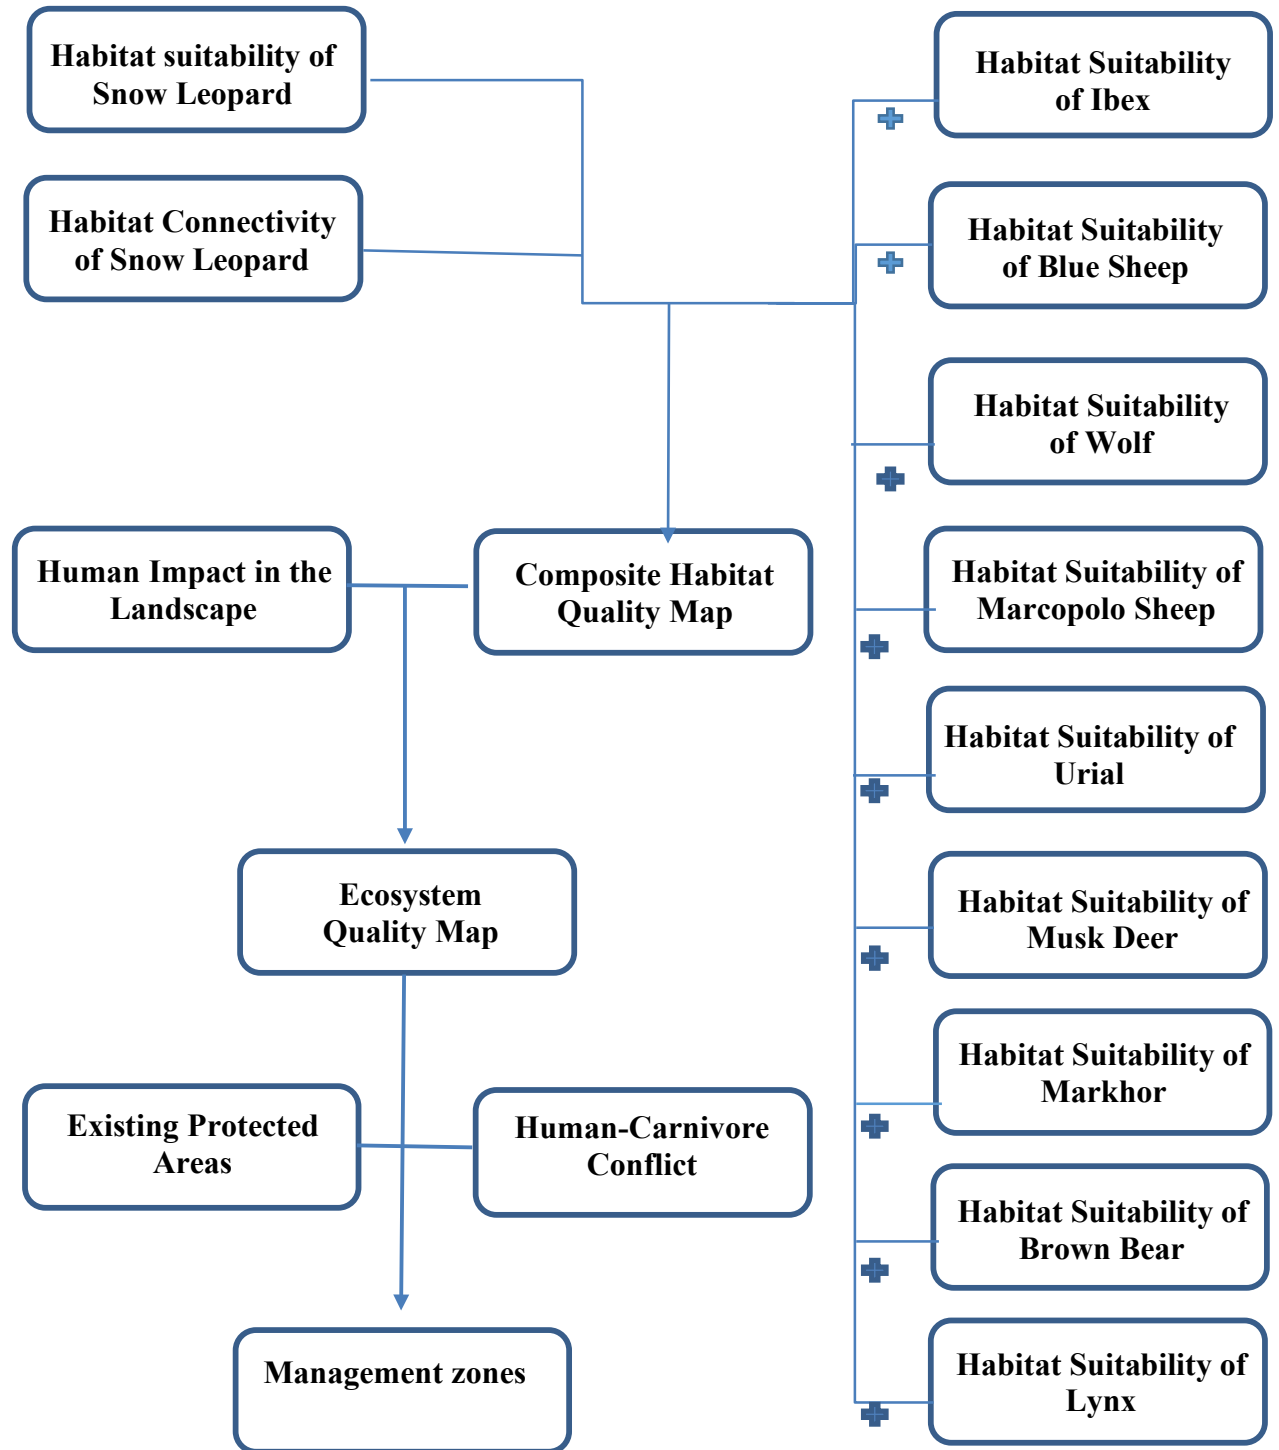 Habitat suitability of
Snow Leopard
Habitat Connectivity
of Snow Leopard
Human Impact in the
Landscape
Composite Habitat
Quality Map
Ecosystem
Quality Map
Existing Protected
Areas
Human-Carnivore
Conflict
Management zones
Habitat Suitability
of Ibex
Habitat Suitability
of Blue Sheep
Habitat Suitability
of Wolf
Habitat Suitability of
Marcopolo Sheep
Habitat Suitability of
Urial
Habitat Suitability of
Musk Deer
Habitat Suitability of
Markhor
Habitat Suitability of
Brown Bear
Habitat Suitability of
Lynx